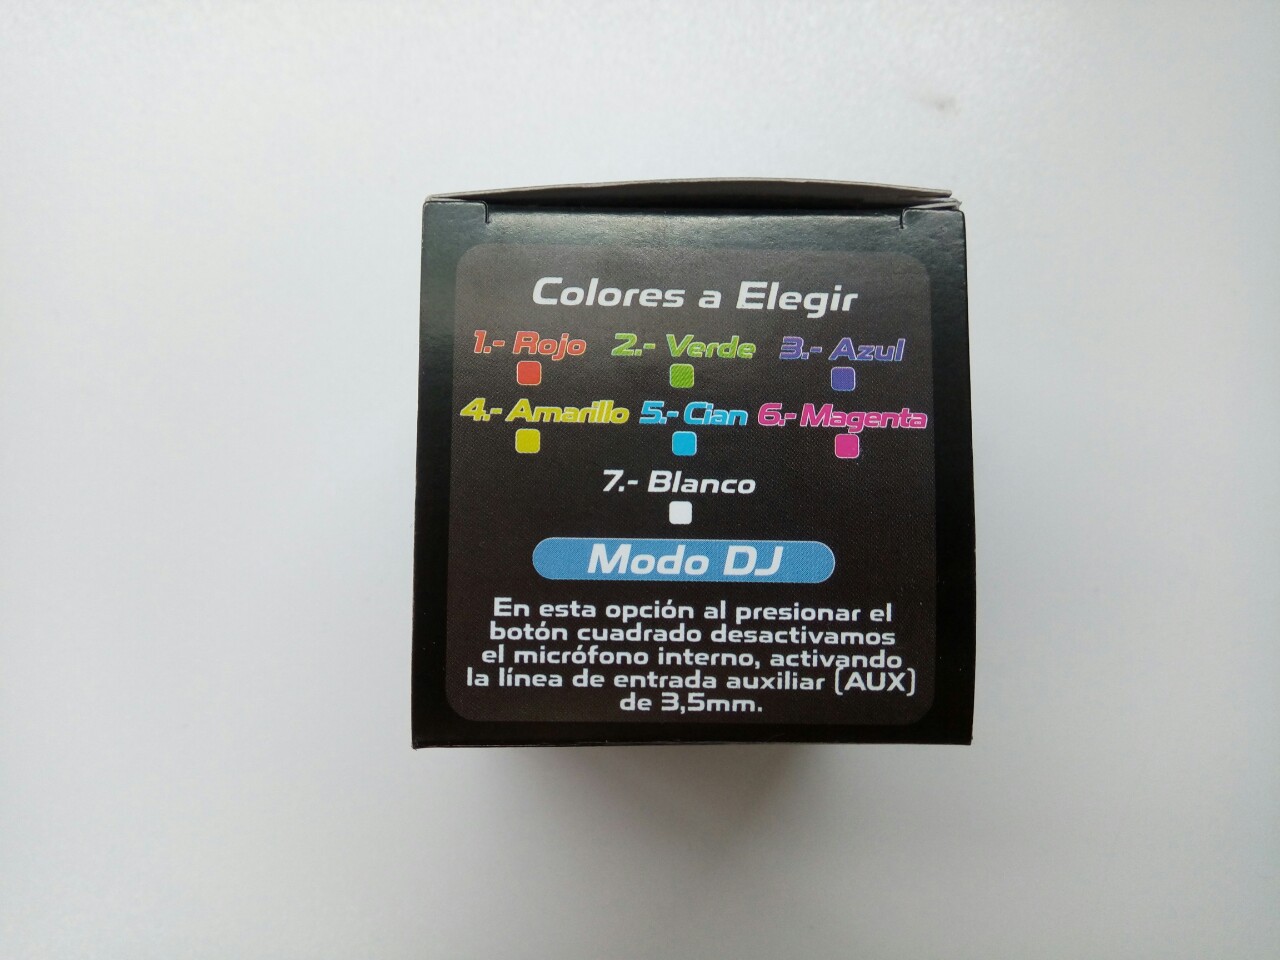 Colores a Elegir
1.- Rojo 2.- Verde 3.- Azul
4.- Amarillo 5.- Cian 6.- Magenta
7.- Blanco
Modo DJ
En esta opción al presionar el
botón cuadrado desactivamos
el micrófono interno, activando
la línea de entrada auxiliar (AUX)
de 3,5mm.